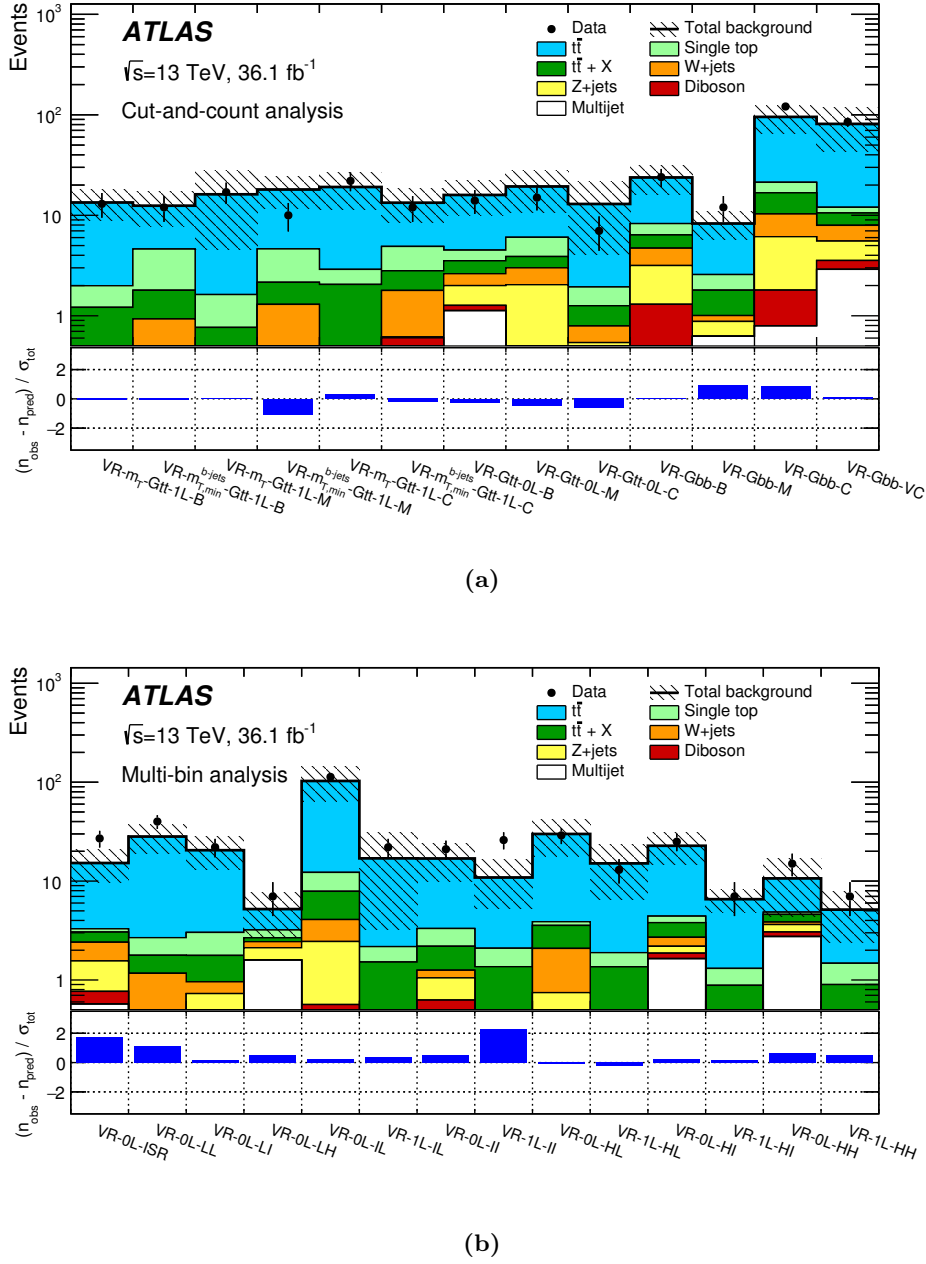 Events
10³
10²
10
1
ATLAS
√s=13 TeV, 36.1 fb⁻¹
Cut-and-count analysis
Data
Total background
tt̄
Single top
tt̄ + X
W+jets
Z+jets
Diboson
Multijet
(n_obs - n_pred) / σ_tot
2
0
−2
VR-m_T-Gtt-1L-B
VR-m_T,min^b-jets-Gtt-1L-B
VR-m_T-Gtt-1L-M
VR-m_T,min^b-jets-Gtt-1L-M
VR-m_T-Gtt-1L-C
VR-m_T,min^b-jets-Gtt-1L-C
VR-Gtt-0L-B
VR-Gtt-0L-M
VR-Gtt-0L-C
VR-Gbb-B
VR-Gbb-M
VR-Gbb-C
VR-Gbb-VC
(a)
Events
10³
10²
10
1
ATLAS
√s=13 TeV, 36.1 fb⁻¹
Multi-bin analysis
Data
Total background
tt̄
Single top
tt̄ + X
W+jets
Z+jets
Diboson
Multijet
(n_obs - n_pred) / σ_tot
2
0
−2
VR-0L-ISR
VR-0L-LL
VR-0L-LI
VR-0L-LH
VR-0L-IL
VR-1L-IL
VR-0L-II
VR-1L-II
VR-0L-HL
VR-1L-HL
VR-0L-HI
VR-1L-HI
VR-0L-HH
VR-1L-HH
(b)